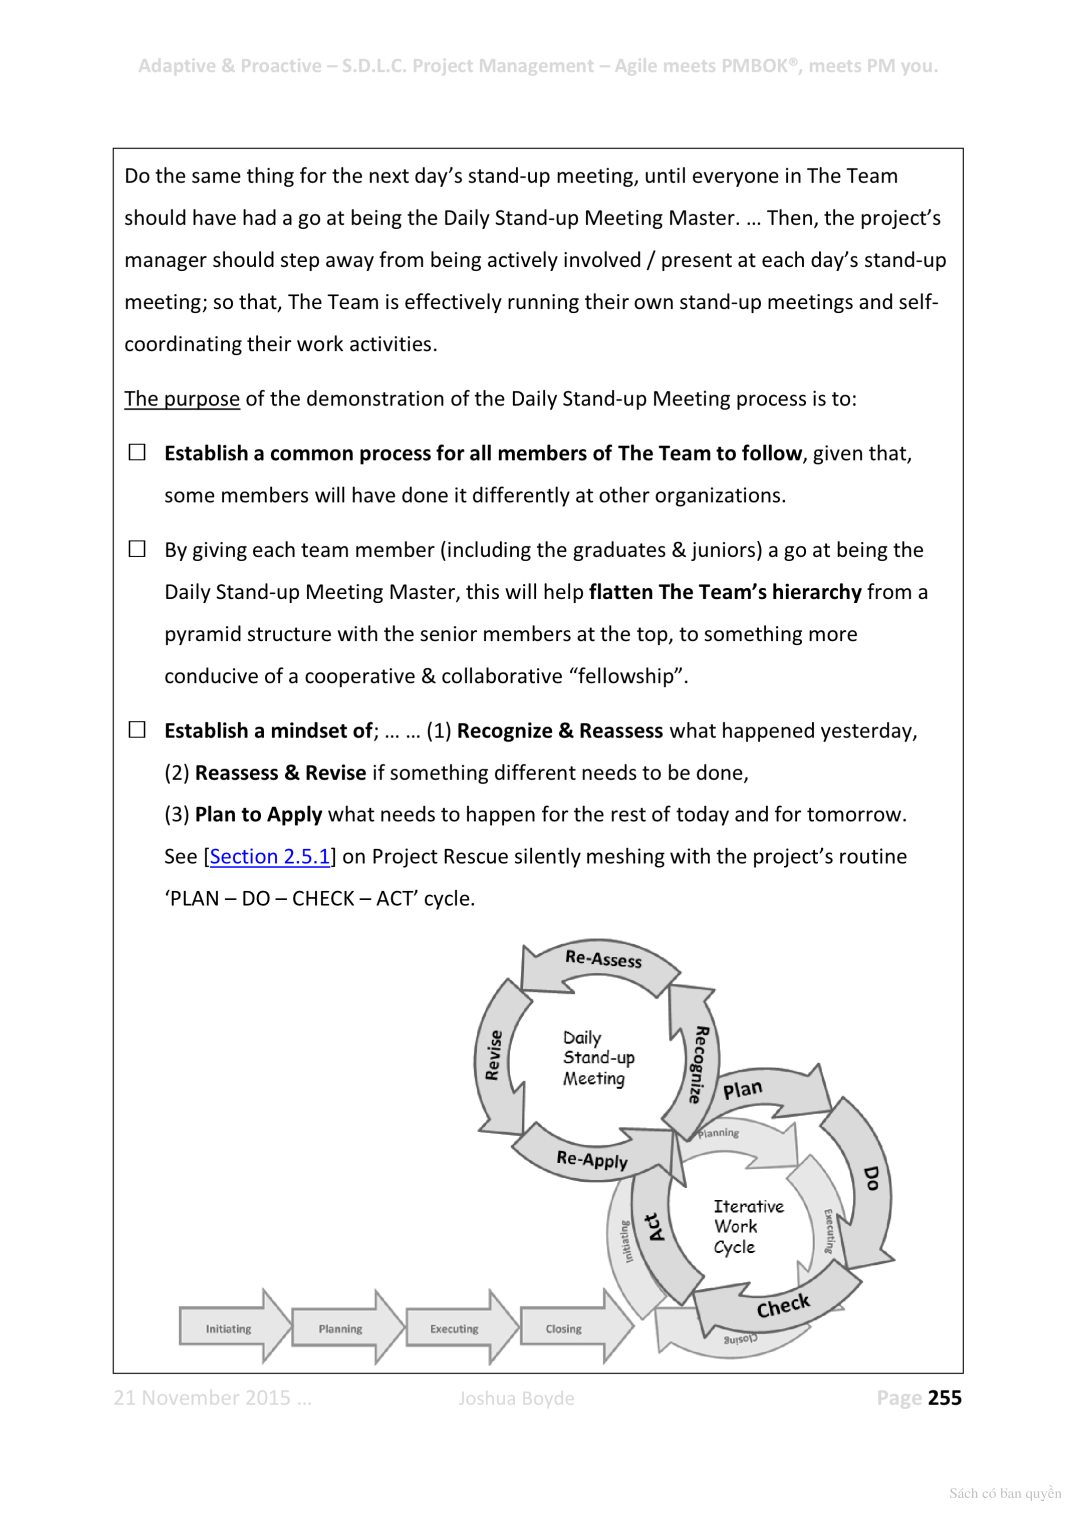 Adaptive & Proactive – S.D.L.C. Project Management – Agile meets PMBOK®, meets PM you.
Do the same thing for the next day's stand-up meeting, until everyone in The Team
should have had a go at being the Daily Stand-up Meeting Master. … Then, the project's
manager should step away from being actively involved / present at each day's stand-up
meeting; so that, The Team is effectively running their own stand-up meetings and self-
coordinating their work activities.
The purpose of the demonstration of the Daily Stand-up Meeting process is to:
☐ Establish a common process for all members of The Team to follow, given that,
some members will have done it differently at other organizations.
☐ By giving each team member (including the graduates & juniors) a go at being the
Daily Stand-up Meeting Master, this will help flatten The Team's hierarchy from a
pyramid structure with the senior members at the top, to something more
conducive of a cooperative & collaborative “fellowship”.
☐ Establish a mindset of; … … (1) Recognize & Reassess what happened yesterday,
(2) Reassess & Revise if something different needs to be done,
(3) Plan to Apply what needs to happen for the rest of today and for tomorrow.
See [Section 2.5.1] on Project Rescue silently meshing with the project's routine
‘PLAN – DO – CHECK – ACT’ cycle.
Re-Assess
Revise
Daily
Stand-up
Meeting
Recognize
Re-Apply
Plan
Planning
Do
Act
Initiating
Iterative
Work
Cycle
Executing
Check
Closing
Initiating
Planning
Executing
Closing
21 November 2015 …
Joshua Boyde
Page 255
Sách có bản quyền